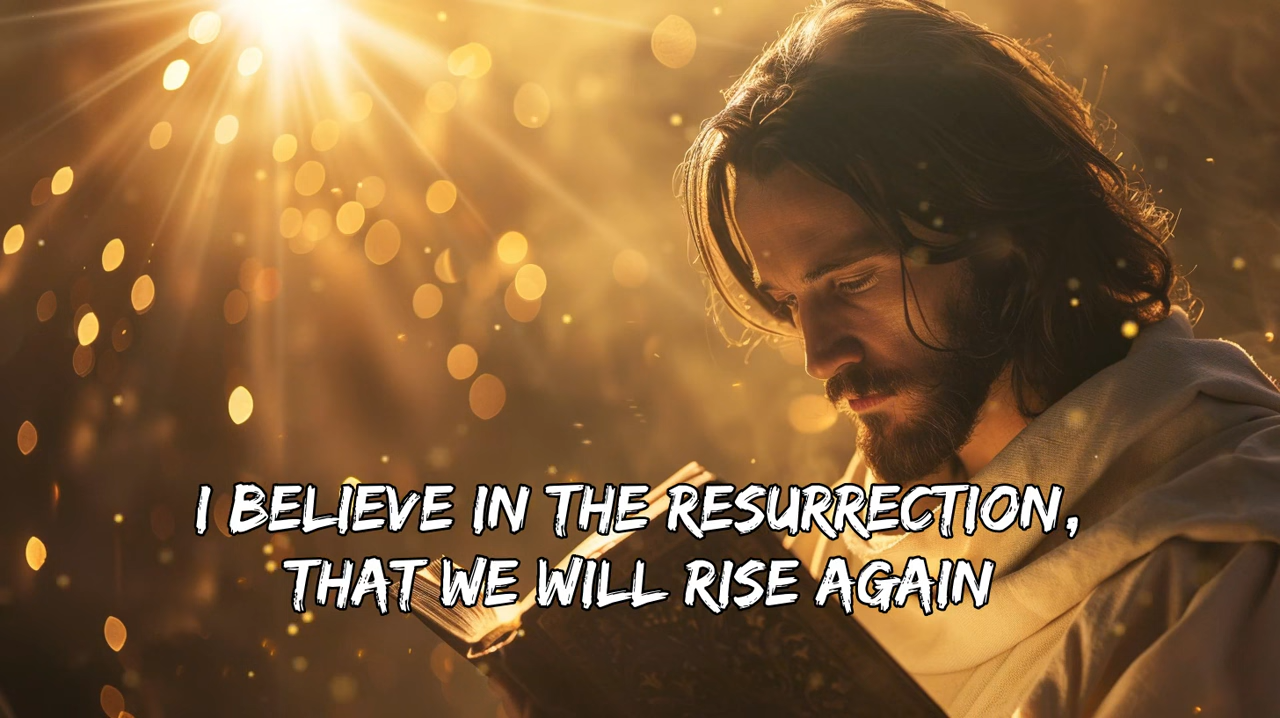 I BELIEVE IN THE RESURRECTION,
THAT WE WILL RISE AGAIN